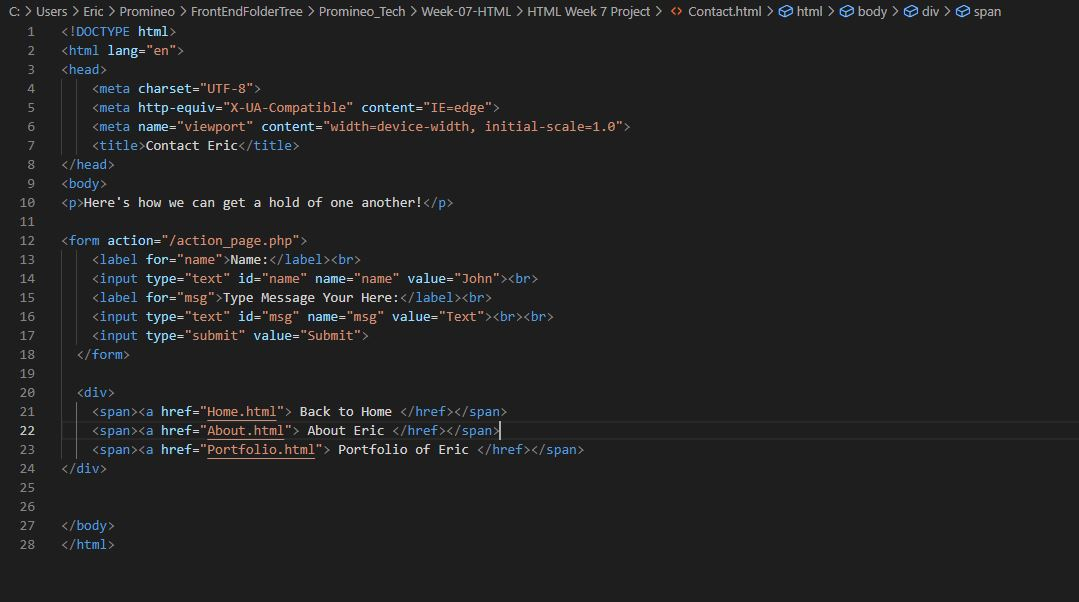 C: > Users > Eric > Promineo > FrontEndFolderTree > Promineo_Tech > Week-07-HTML > HTML Week 7 Project > <> Contact.html > html > body > div > span
1 <!DOCTYPE html>
2 <html lang="en">
3 <head>
4 <meta charset="UTF-8">
5 <meta http-equiv="X-UA-Compatible" content="IE=edge">
6 <meta name="viewport" content="width=device-width, initial-scale=1.0">
7 <title>Contact Eric</title>
8 </head>
9 <body>
10 <p>Here's how we can get a hold of one another!</p>
11
12 <form action="/action_page.php">
13 <label for="name">Name:</label><br>
14 <input type="text" id="name" name="name" value="John"><br>
15 <label for="msg">Type Message Your Here:</label><br>
16 <input type="text" id="msg" name="msg" value="Text"><br><br>
17 <input type="submit" value="Submit">
18 </form>
19
20 <div>
21 <span><a href="Home.html"> Back to Home </href></span>
22 <span><a href="About.html"> About Eric </href></span>
23 <span><a href="Portfolio.html"> Portfolio of Eric </href></span>
24 </div>
25
26
27 </body>
28 </html>